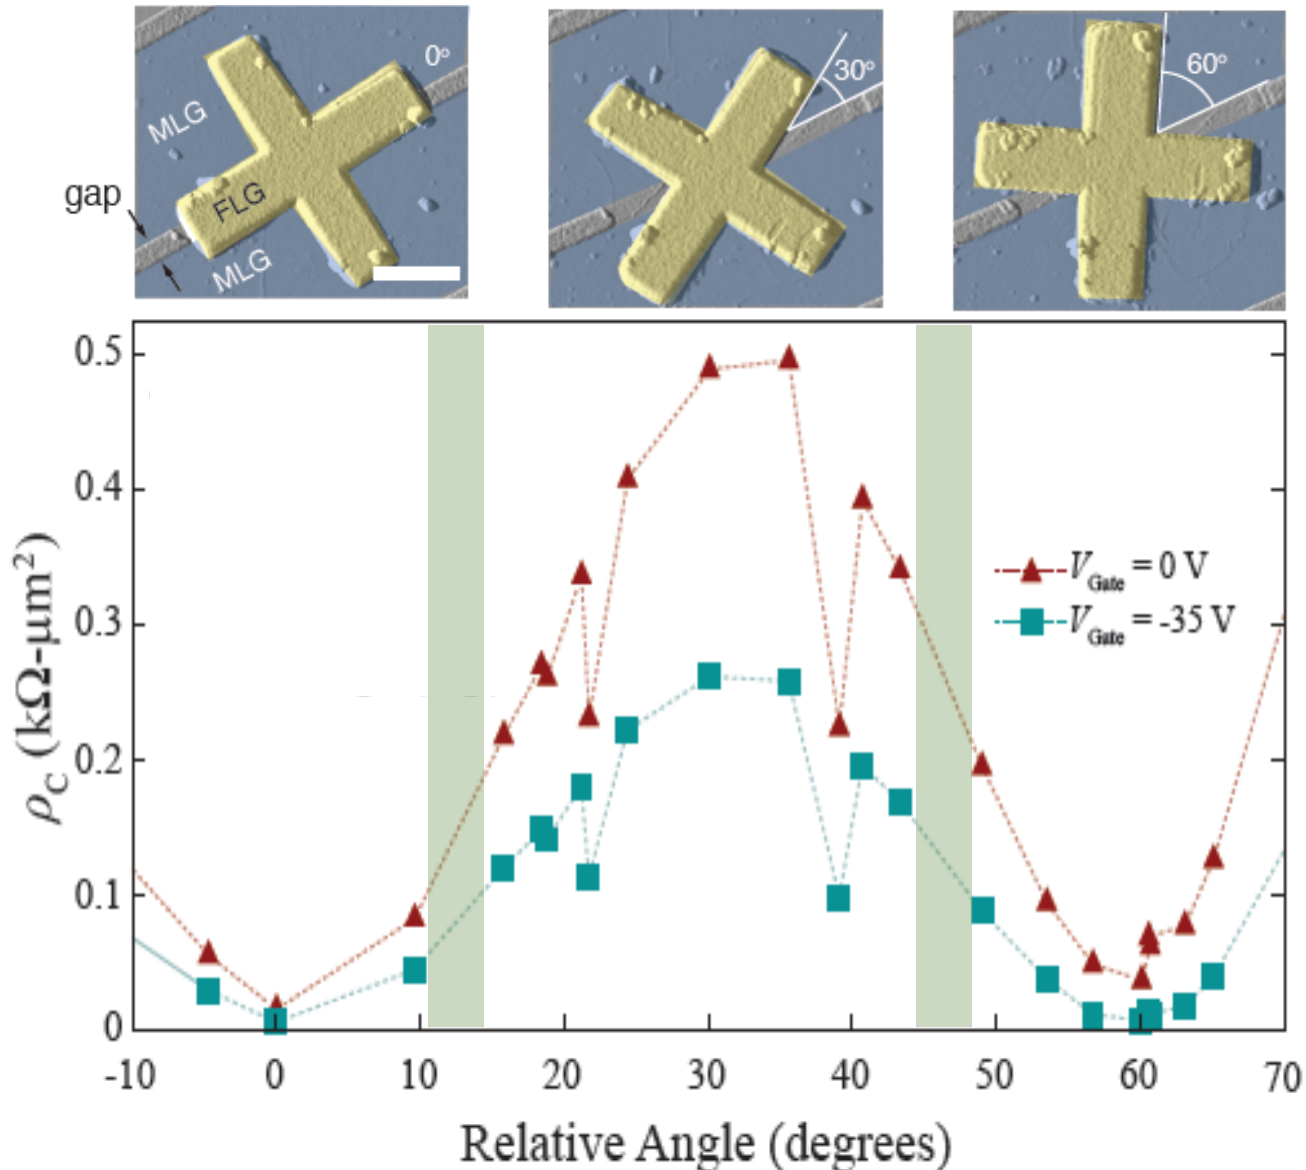 0°
30°
60°
MLG
gap
FLG
MLG
0.5
0.4
0.3
0.2
0.1
0
ρC (kΩ-μm²)
VGate = 0 V
VGate = -35 V
-10 0 10 20 30 40 50 60 70
Relative Angle (degrees)